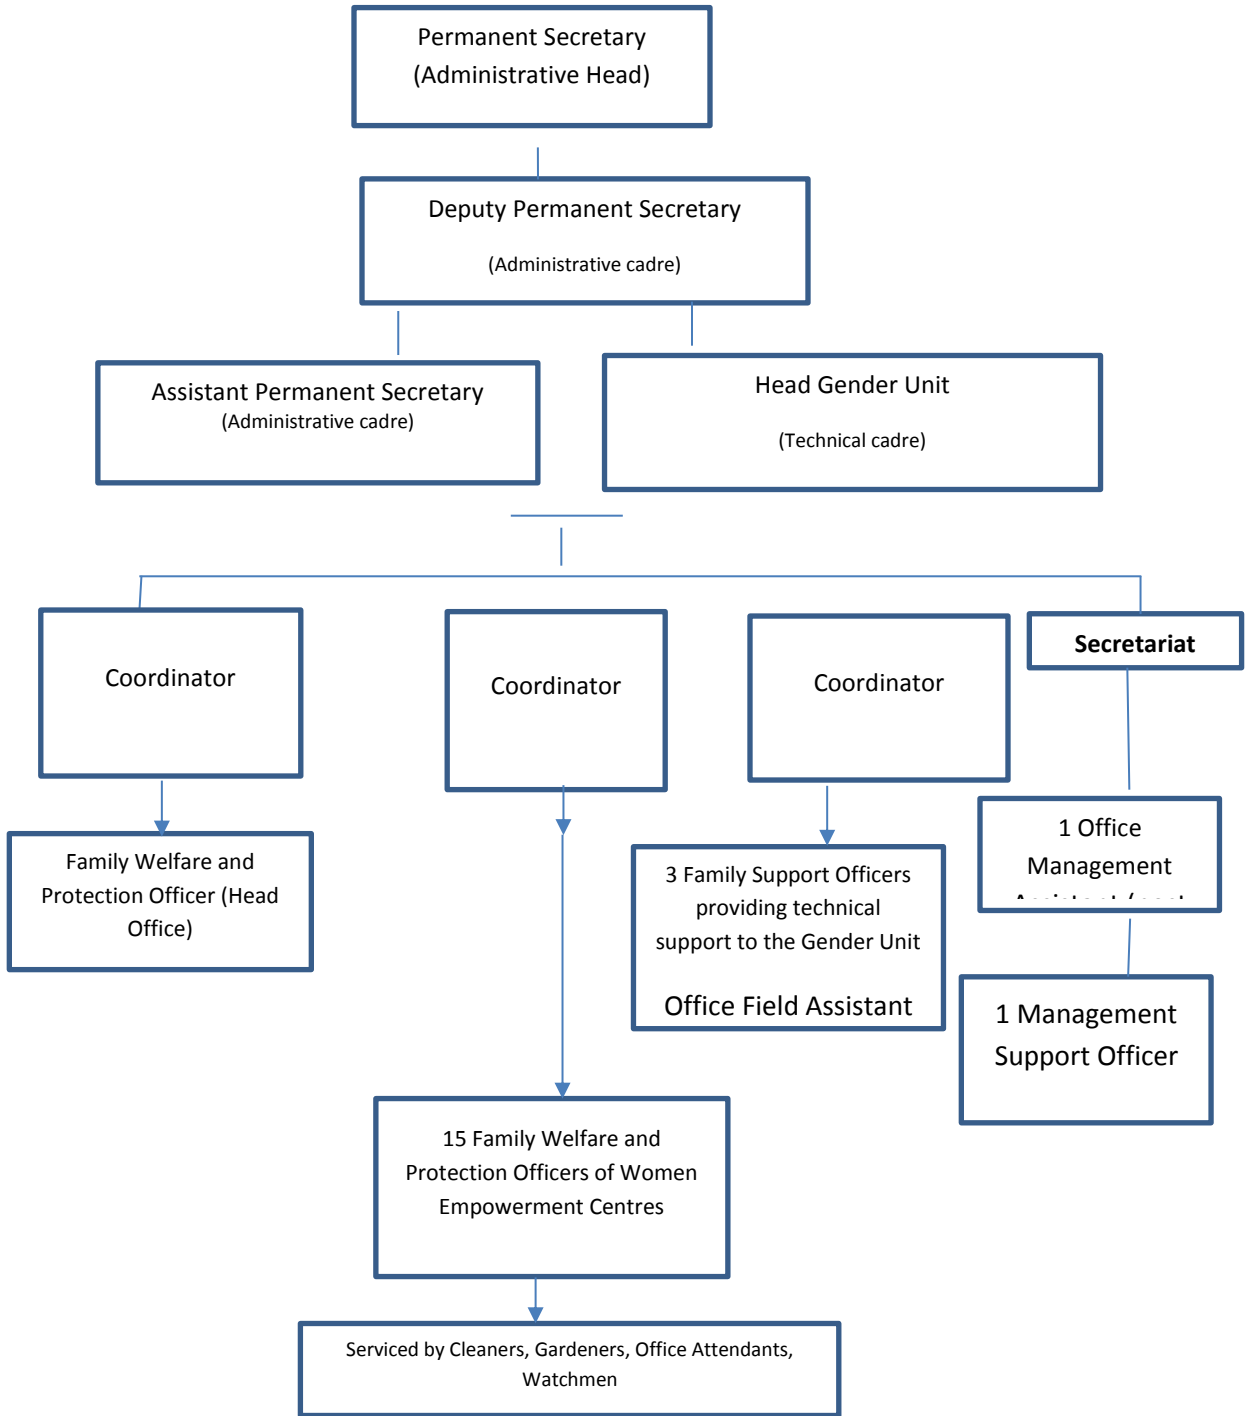 Permanent Secretary
(Administrative Head)
Deputy Permanent Secretary
(Administrative cadre)
Assistant Permanent Secretary
(Administrative cadre)
Head Gender Unit
(Technical cadre)
Coordinator
Coordinator
Coordinator
Secretariat
Family Welfare and
Protection Officer (Head
Office)
3 Family Support Officers
providing technical
support to the Gender Unit
Office Field Assistant
1 Office
Management
1 Management
Support Officer
15 Family Welfare and
Protection Officers of Women
Empowerment Centres
Serviced by Cleaners, Gardeners, Office Attendants,
Watchmen